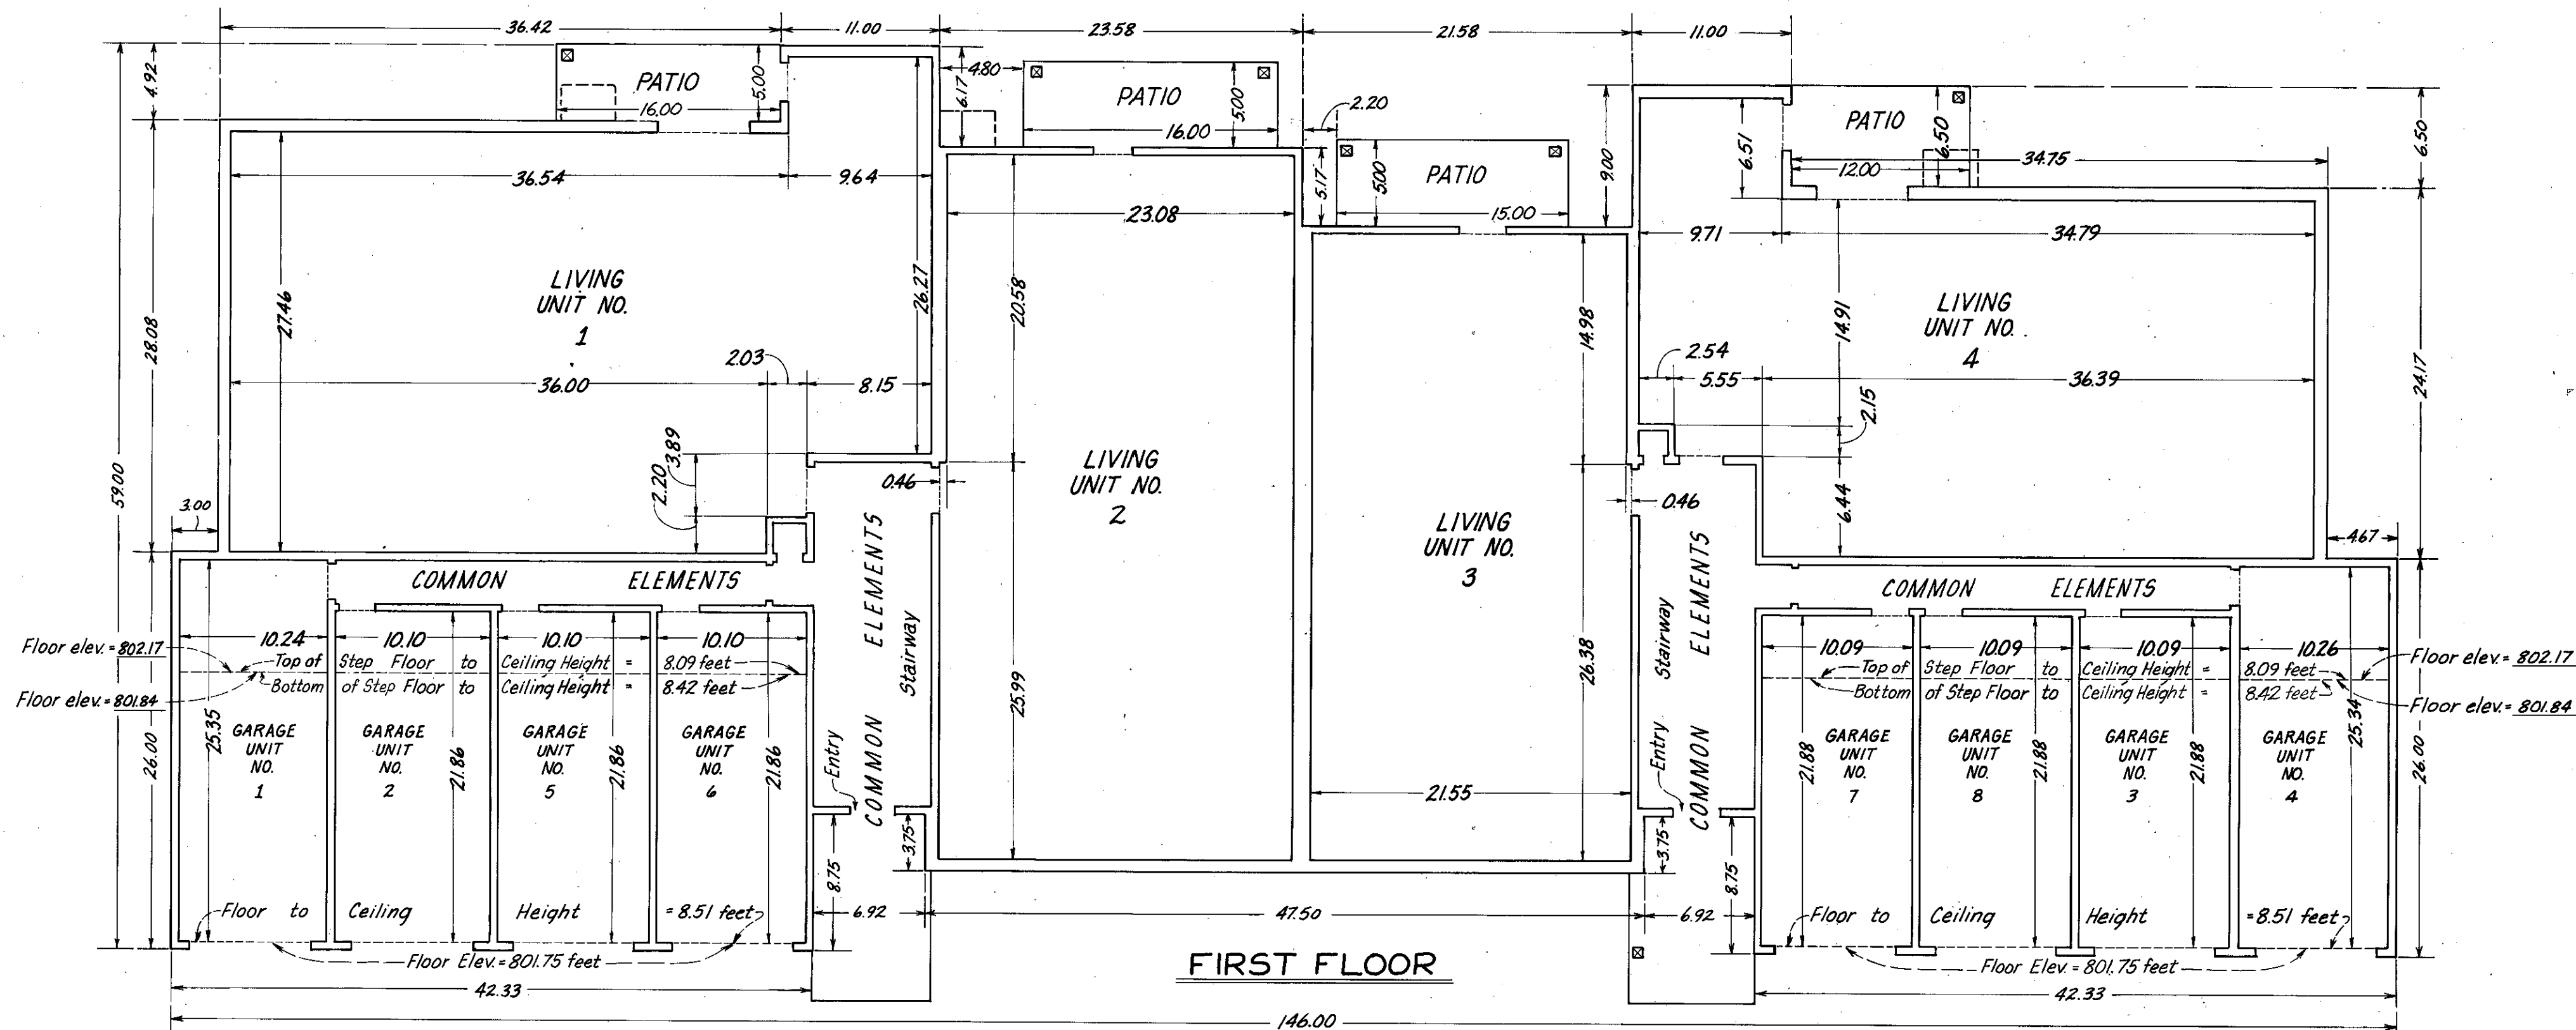 36.42
11.00
23.58
21.58
11.00
4.92
PATIO
16.00
5.00
6.17
4.80
PATIO
16.00
5.00
2.20
5.17
5.00
PATIO
15.00
9.00
6.51
PATIO
6.50
34.75
12.00
6.50
36.54
9.64
23.08
9.71
34.79
59.00
28.08
27.46
LIVING
UNIT NO.
1
26.27
20.58
14.98
LIVING
UNIT NO.
4
14.91
24.17
2.03
36.00
8.15
2.54
5.55
36.39
2.15
3.89
2.20
0.46
LIVING
UNIT NO.
2
LIVING
UNIT NO.
3
0.46
6.44
3.00
4.67
COMMON ELEMENTS
COMMON ELEMENTS
Stairway
Entry
COMMON ELEMENTS
Stairway
Entry
COMMON ELEMENTS
10.24
10.10
10.10
10.10
10.09
10.09
10.09
10.26
Floor elev. = 802.17
Top of Step Floor to Ceiling Height = 8.09 feet
Bottom of Step Floor to Ceiling Height = 8.42 feet
Floor elev. = 801.84
Top of Step Floor to Ceiling Height = 8.09 feet
Floor elev. = 802.17
Bottom of Step Floor to Ceiling Height = 8.42 feet
Floor elev. = 801.84
26.00
25.35
GARAGE
UNIT
NO.
1
GARAGE
UNIT
NO.
2
21.86
GARAGE
UNIT
NO.
5
21.86
GARAGE
UNIT
NO.
6
21.86
25.99
26.38
21.55
21.88
GARAGE
UNIT
NO.
7
GARAGE
UNIT
NO.
8
21.88
GARAGE
UNIT
NO.
3
21.88
GARAGE
UNIT
NO.
4
25.34
26.00
3.75
8.75
3.75
8.75
Floor to Ceiling Height = 8.51 feet
6.92
47.50
6.92
Floor to Ceiling Height = 8.51 feet
Floor Elev. = 801.75 feet
FIRST FLOOR
Floor Elev. = 801.75 feet
42.33
42.33
146.00